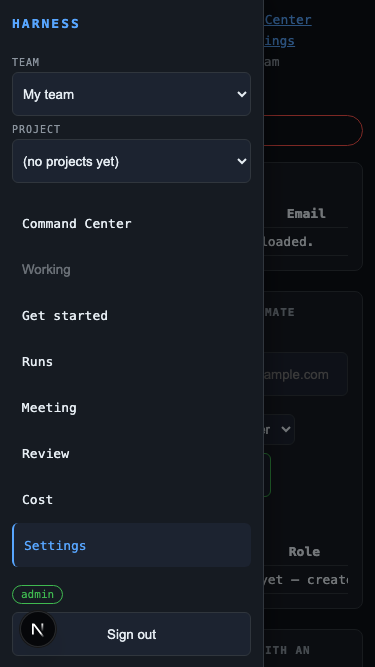 HARNESS
TEAM
My team
PROJECT
(no projects yet)
Command Center
Working
Get started
Runs
Meeting
Review
Cost
Settings
admin
N
Sign out
Center
ings
am
Email
loaded.
MATE
ample.com
er
Role
yet — create
ITH AN